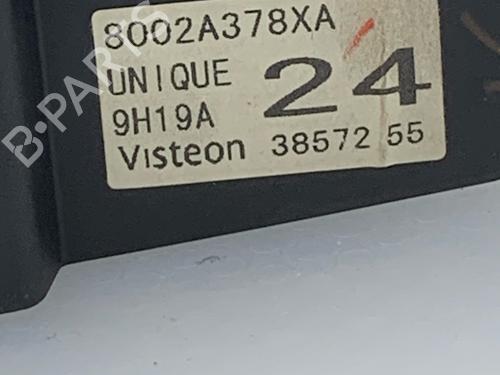 8002A378XA
UNIQUE
24
9H19A
Visteon 38572 55
B-PARTS